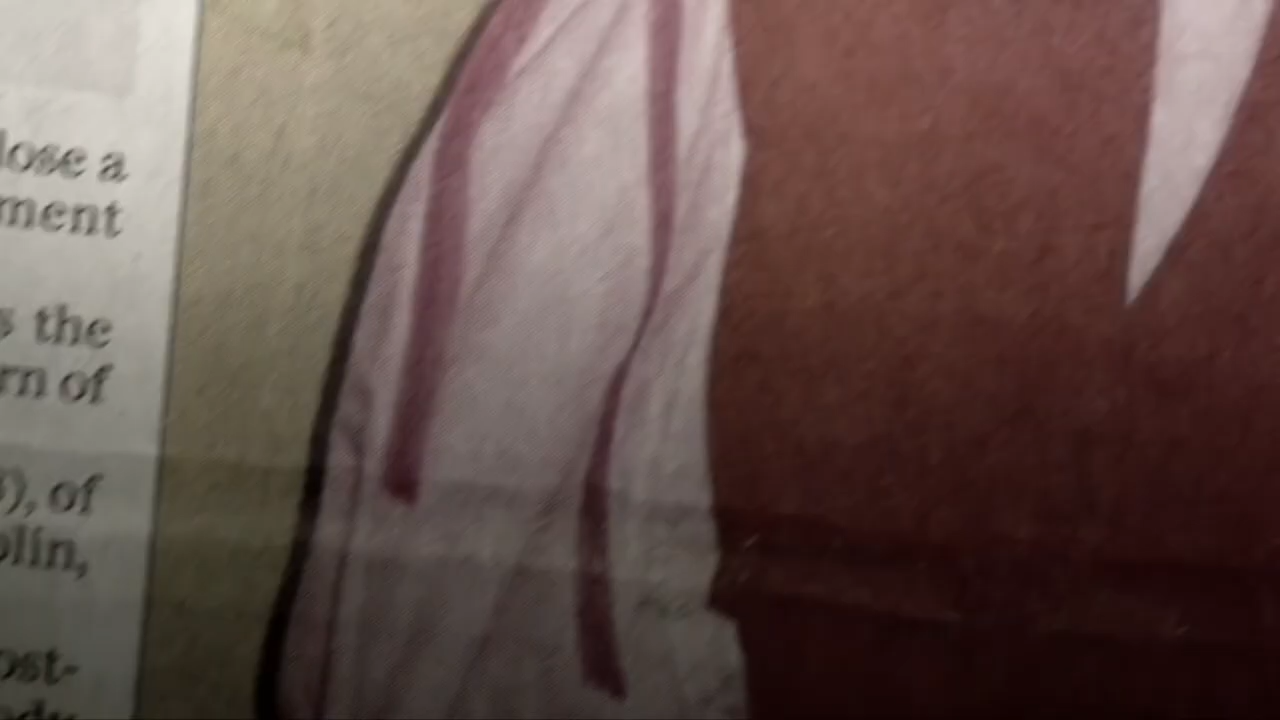 lose a
ment
s the
rn of
), of
olin,
ost-